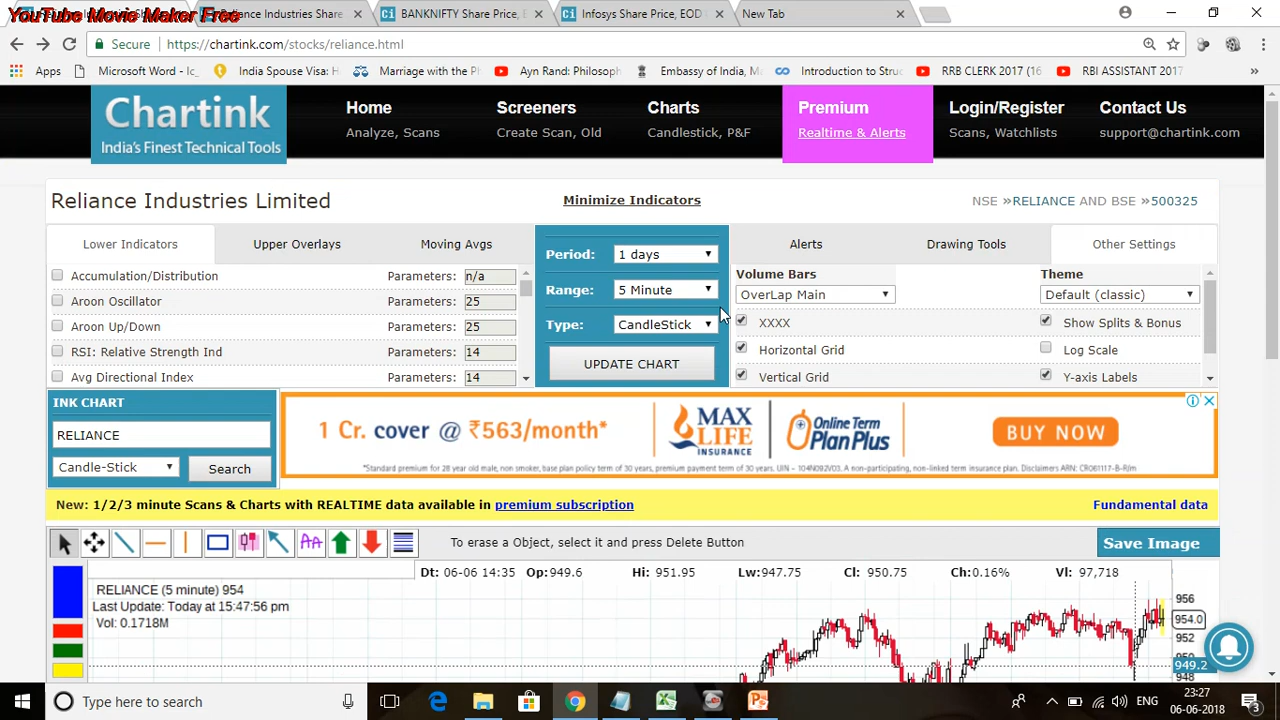 YouTube Movie Maker Free
Reliance Industries Share
BANKNIFTY Share Price, E
Infosys Share Price, EOD
New Tab
Secure
https://chartink.com/stocks/reliance.html
Apps
Microsoft Word - Ic
India Spouse Visa: H
Marriage with the Ph
Ayn Rand: Philosoph
Embassy of India, M
Introduction to Struc
RRB CLERK 2017 (16
RBI ASSISTANT 2017
»
Chartink
India's Finest Technical Tools
Home
Analyze, Scans
Screeners
Create Scan, Old
Charts
Candlestick, P&F
Premium
Realtime & Alerts
Login/Register
Scans, Watchlists
Contact Us
support@chartink.com
Reliance Industries Limited
Minimize Indicators
NSE »RELIANCE AND BSE »500325
Lower Indicators
Upper Overlays
Moving Avgs
Accumulation/Distribution Parameters: n/a
Aroon Oscillator Parameters: 25
Aroon Up/Down Parameters: 25
RSI: Relative Strength Ind Parameters: 14
Avg Directional Index Parameters: 14
Period: 1 days
Range: 5 Minute
Type: CandleStick
UPDATE CHART
Alerts
Drawing Tools
Other Settings
Volume Bars
Theme
OverLap Main
Default (classic)
XXXX
Show Splits & Bonus
Horizontal Grid
Log Scale
Vertical Grid
Y-axis Labels
INK CHART
RELIANCE
Candle-Stick
Search
1 Cr. cover @ ₹563/month*
MAX
LIFE
INSURANCE
Online Term
Plan Plus
BUY NOW
New: 1/2/3 minute Scans & Charts with REALTIME data available in premium subscription
Fundamental data
To erase a Object, select it and press Delete Button
Save Image
Dt: 06-06 14:35 Op:949.6 Hi: 951.95 Lw:947.75 Cl: 950.75 Ch:0.16% Vl: 97,718
RELIANCE (5 minute) 954
Last Update: Today at 15:47:56 pm
Vol: 0.1718M
956
954.0
952
949.2
948
Type here to search
ENG
23:27
06-06-2018
3